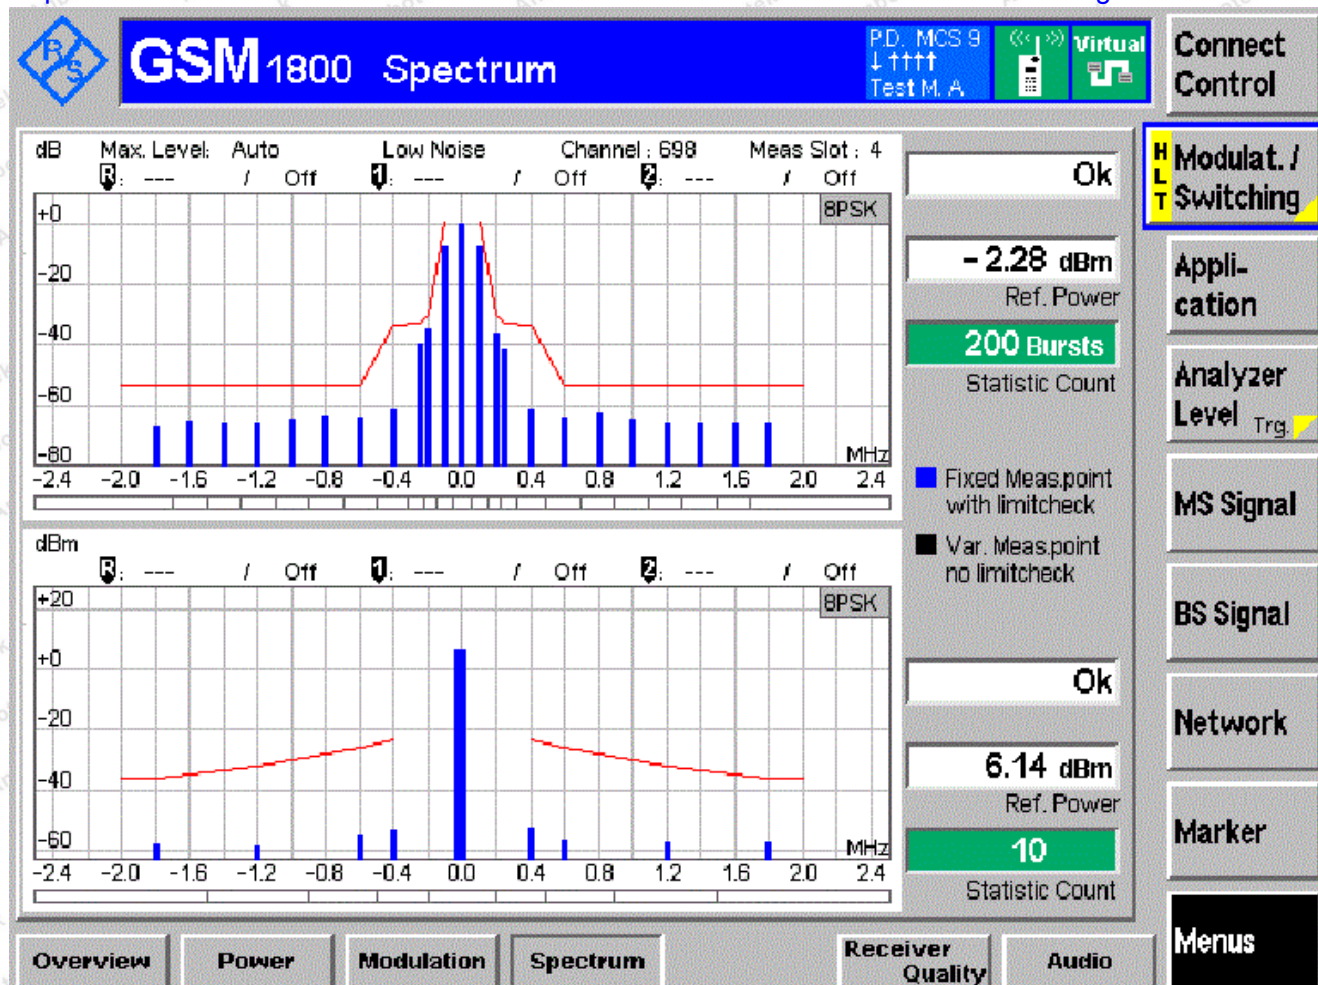 R S
GSM 1800 Spectrum
P.D. MCS 9
↓ ↑↑↑↑
Test M. A
Virtual
Connect
Control
dB Max. Level: Auto Low Noise Channel : 698 Meas Slot : 4
R: --- / Off 1: --- / Off 2: --- / Off
8PSK
+0
-20
-40
-60
-80
MHz
-2.4 -2.0 -1.6 -1.2 -0.8 -0.4 0.0 0.4 0.8 1.2 1.6 2.0 2.4
Ok
- 2.28 dBm
Ref. Power
200 Bursts
Statistic Count
Fixed Meas.point
with limitcheck
Var. Meas.point
no limitcheck
dBm
R: --- / Off 1: --- / Off 2: --- / Off
8PSK
+20
+0
-20
-40
-60
MHz
-2.4 -2.0 -1.6 -1.2 -0.8 -0.4 0.0 0.4 0.8 1.2 1.6 2.0 2.4
Ok
6.14 dBm
Ref. Power
10
Statistic Count
HLT
Modulat. /
Switching
Appli-
cation
Analyzer
Level Trg.
MS Signal
BS Signal
Network
Marker
Menus
Overview
Power
Modulation
Spectrum
Receiver
Quality
Audio